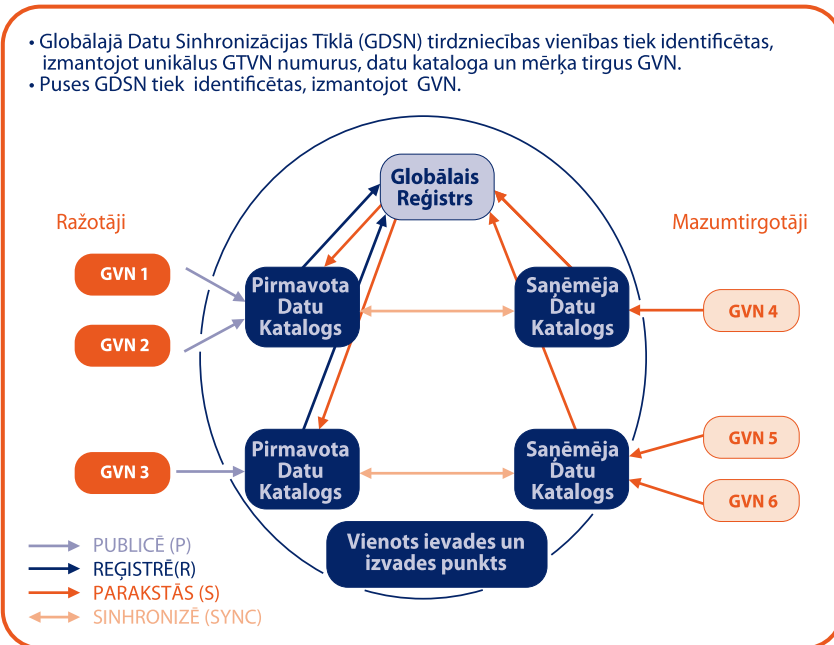 • Globālajā Datu Sinhronizācijas Tīklā (GDSN) tirdzniecības vienības tiek identificētas,
izmantojot unikālus GTVN numurus, datu kataloga un mērķa tirgus GVN.
• Puses GDSN tiek identificētas, izmantojot GVN.
Globālais
Reģistrs
Ražotāji
Mazumtirgotāji
GVN 1
GVN 2
Pirmavota
Datu
Katalogs
Saņēmēja
Datu
Katalogs
GVN 4
GVN 3
Pirmavota
Datu
Katalogs
Saņēmēja
Datu
Katalogs
GVN 5
GVN 6
Vienots ievades un
izvades punkts
PUBLICĒ (P)
REĢISTRĒ(R)
PARAKSTĀS (S)
SINHRONIZĒ (SYNC)